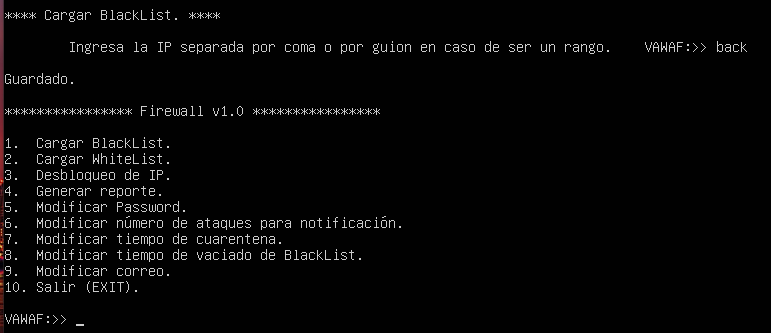 **** Cargar BlackList. ****
Ingresa la IP separada por coma o por guion en caso de ser un rango. VAWAF:>> back
Guardado.
**************** Firewall v1.0 ****************
1. Cargar BlackList.
2. Cargar WhiteList.
3. Desbloqueo de IP.
4. Generar reporte.
5. Modificar Password.
6. Modificar número de ataques para notificación.
7. Modificar tiempo de cuarentena.
8. Modificar tiempo de vaciado de BlackList.
9. Modificar correo.
10. Salir (EXIT).
VAWAF:>> _